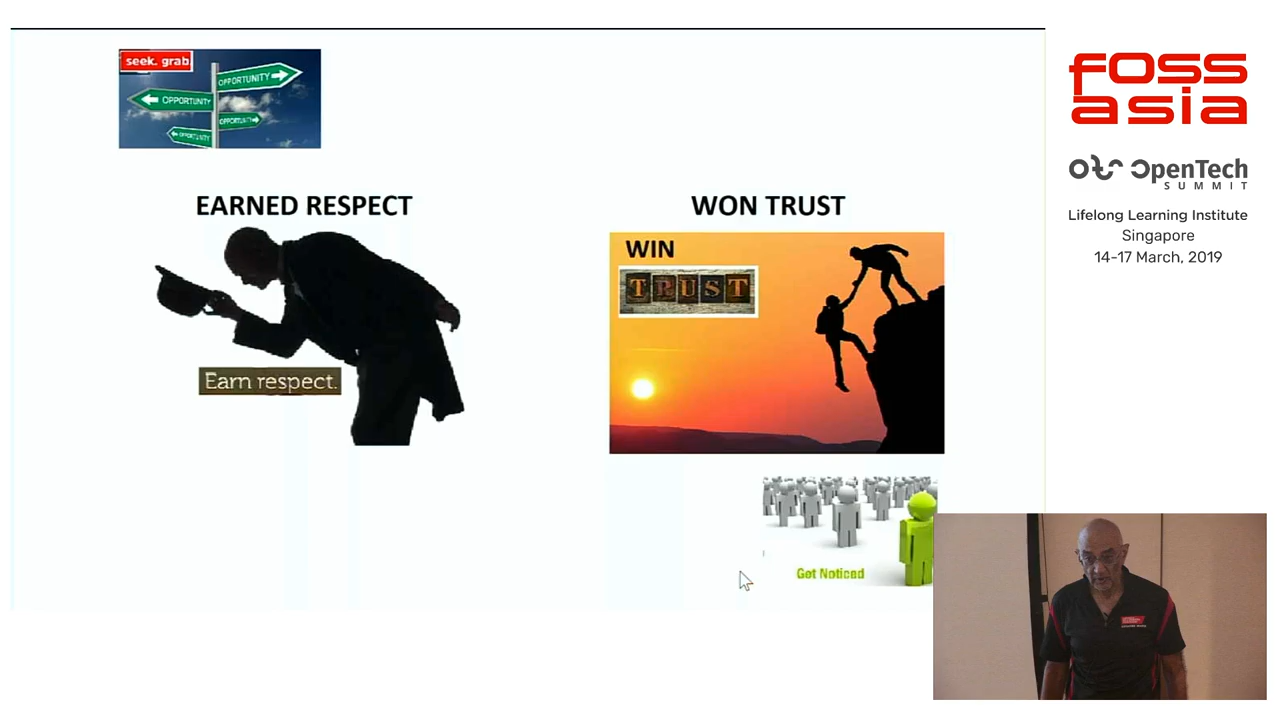 seek. grab
OPPORTUNITY
OPPORTUNITY
OPPORTUNITY
OPPORTUNITY
EARNED RESPECT
Earn respect.
WON TRUST
WIN
TRUST
Got Noticed
FOSS
asia
OpenTech
SUMMIT
Lifelong Learning Institute
Singapore
14-17 March, 2019